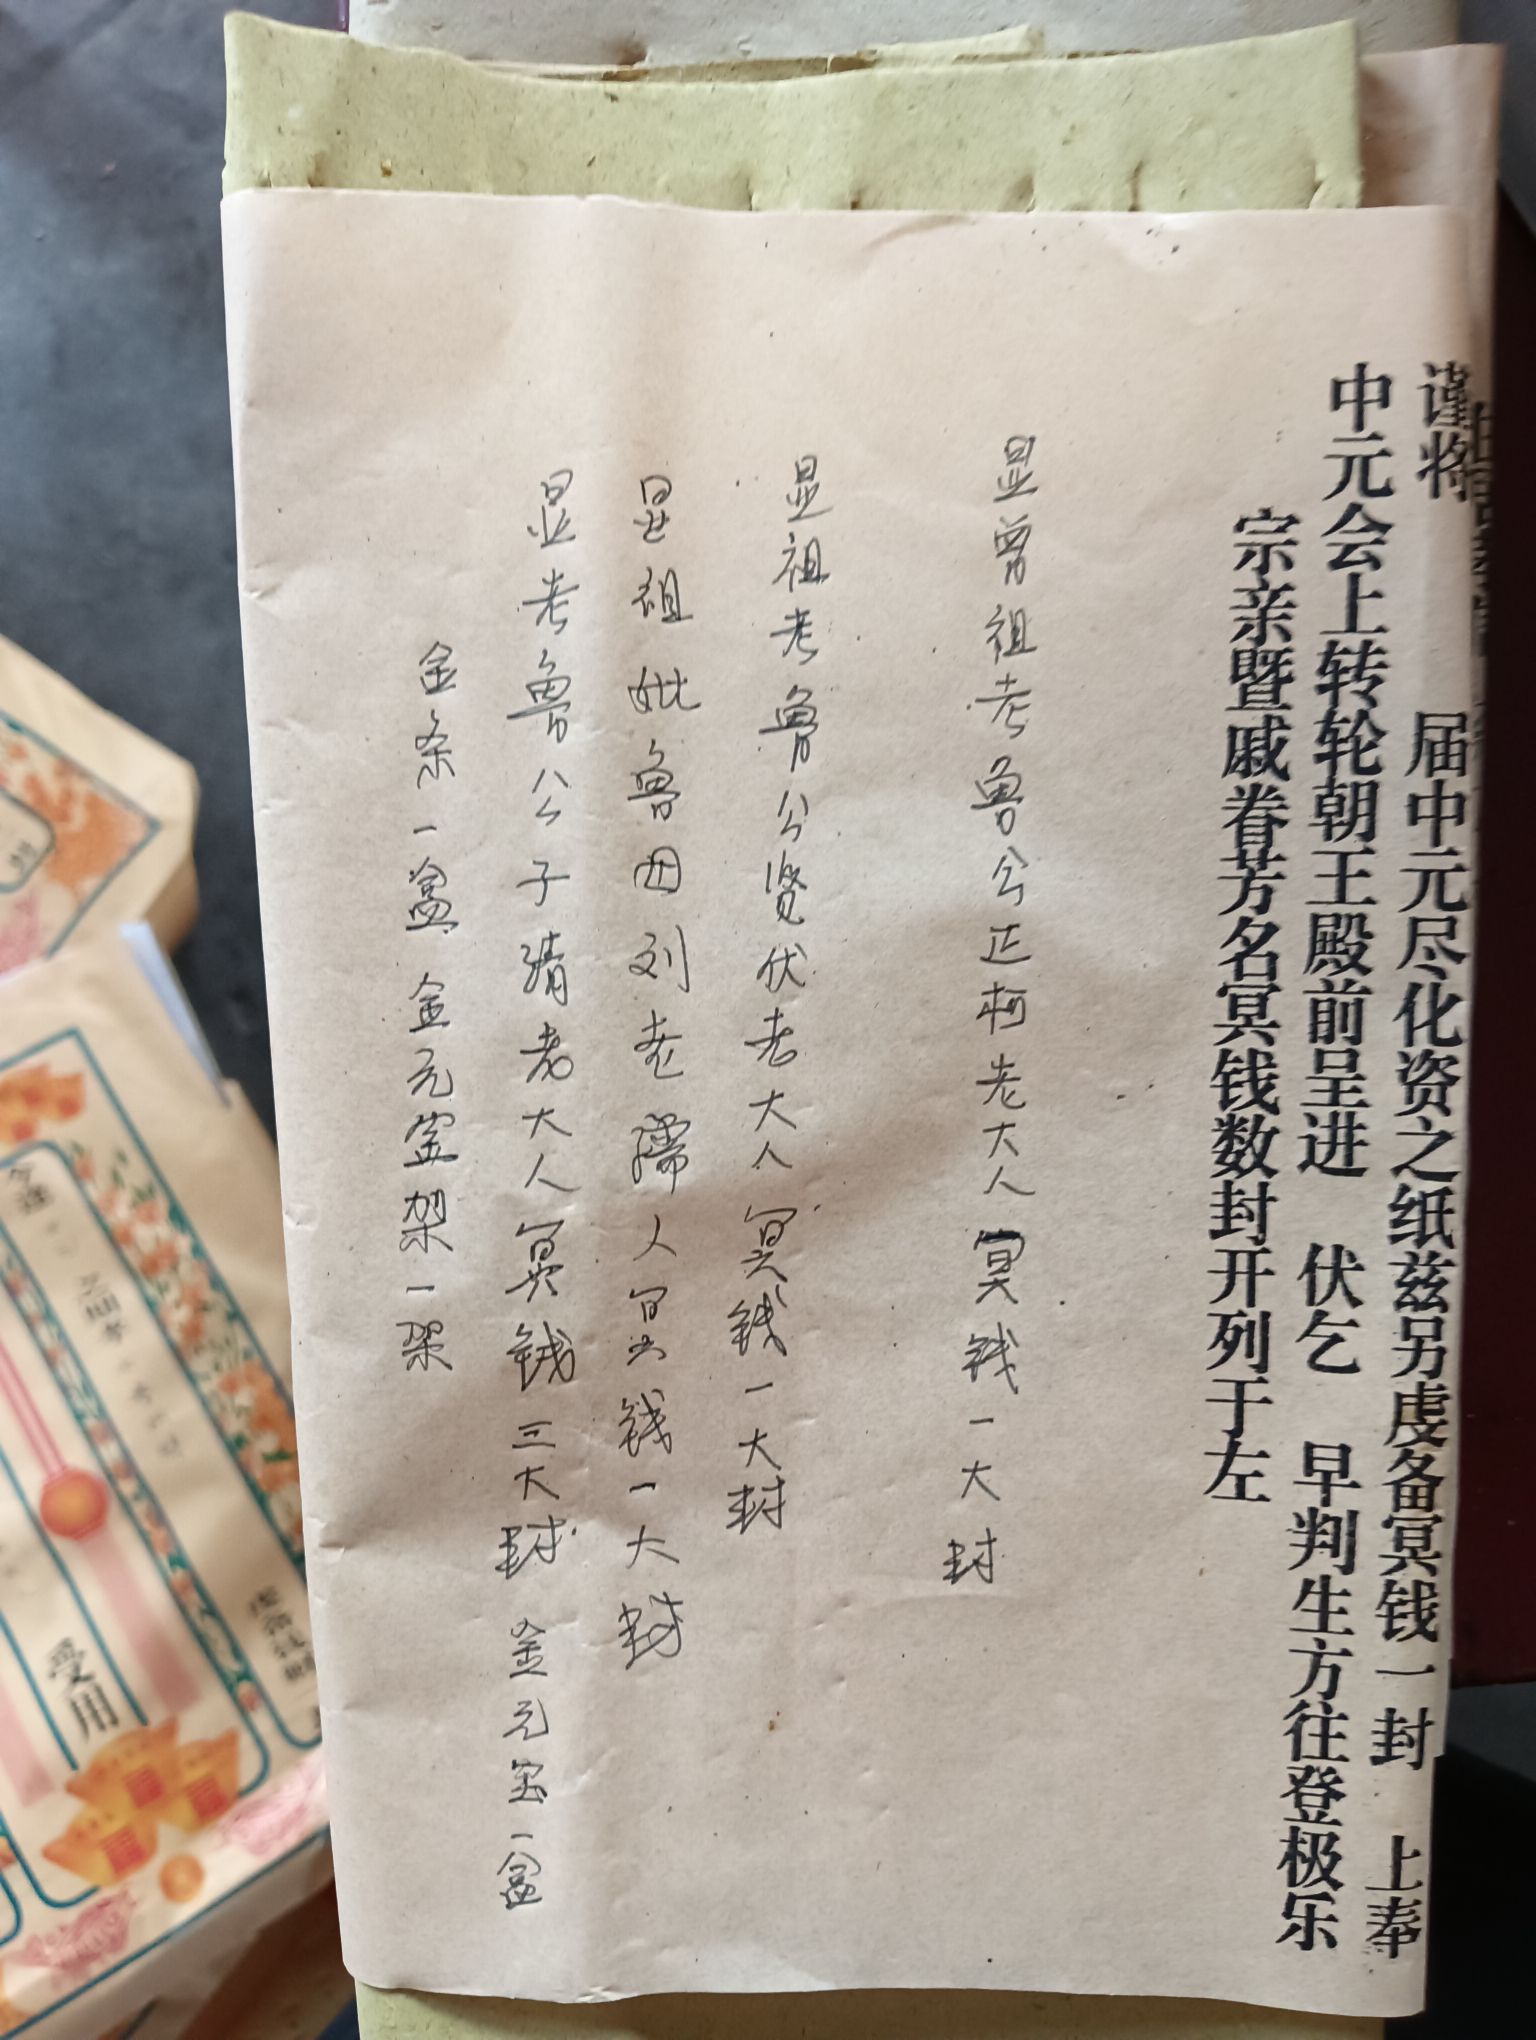 谨将 届中元尽化资之纸兹另虔备冥钱一封 上奉
中元会上转轮朝王殿前呈进 伏乞 早判生方往登极乐
宗亲暨戚眷芳名冥钱数封开列于左
显曾祖考鲁公正柯老大人冥钱一大封
显祖考鲁公贤伏老大人冥钱一大封
显祖妣鲁母刘老孺人冥钱一大封
显考鲁公子清老大人冥钱三大封 金元宝一盒
金条一盒 金元宝架一架
受用